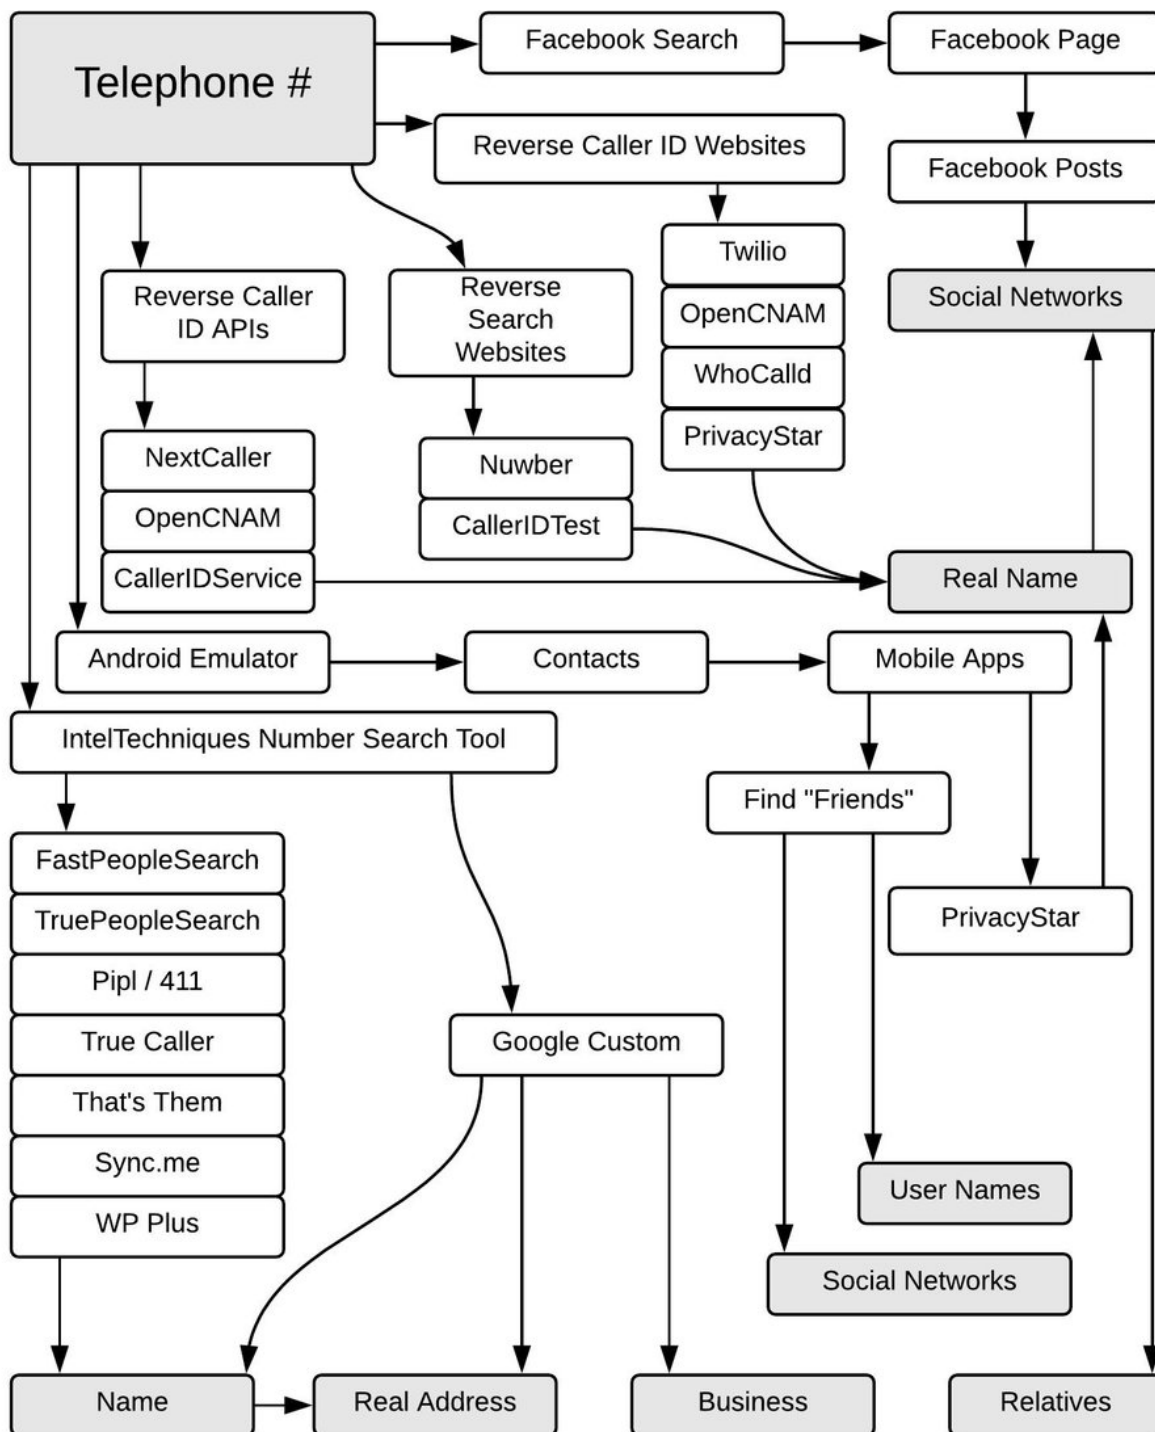 Telephone #
Facebook Search
Facebook Page
Reverse Caller ID Websites
Facebook Posts
Twilio
OpenCNAM
WhoCalld
PrivacyStar
Social Networks
Reverse Caller
ID APIs
Reverse
Search
Websites
NextCaller
OpenCNAM
CallerIDService
Nuwber
CallerIDTest
Real Name
Android Emulator
Contacts
Mobile Apps
IntelTechniques Number Search Tool
Find "Friends"
PrivacyStar
FastPeopleSearch
TruePeopleSearch
Pipl / 411
True Caller
That's Them
Sync.me
WP Plus
Google Custom
User Names
Social Networks
Name
Real Address
Business
Relatives